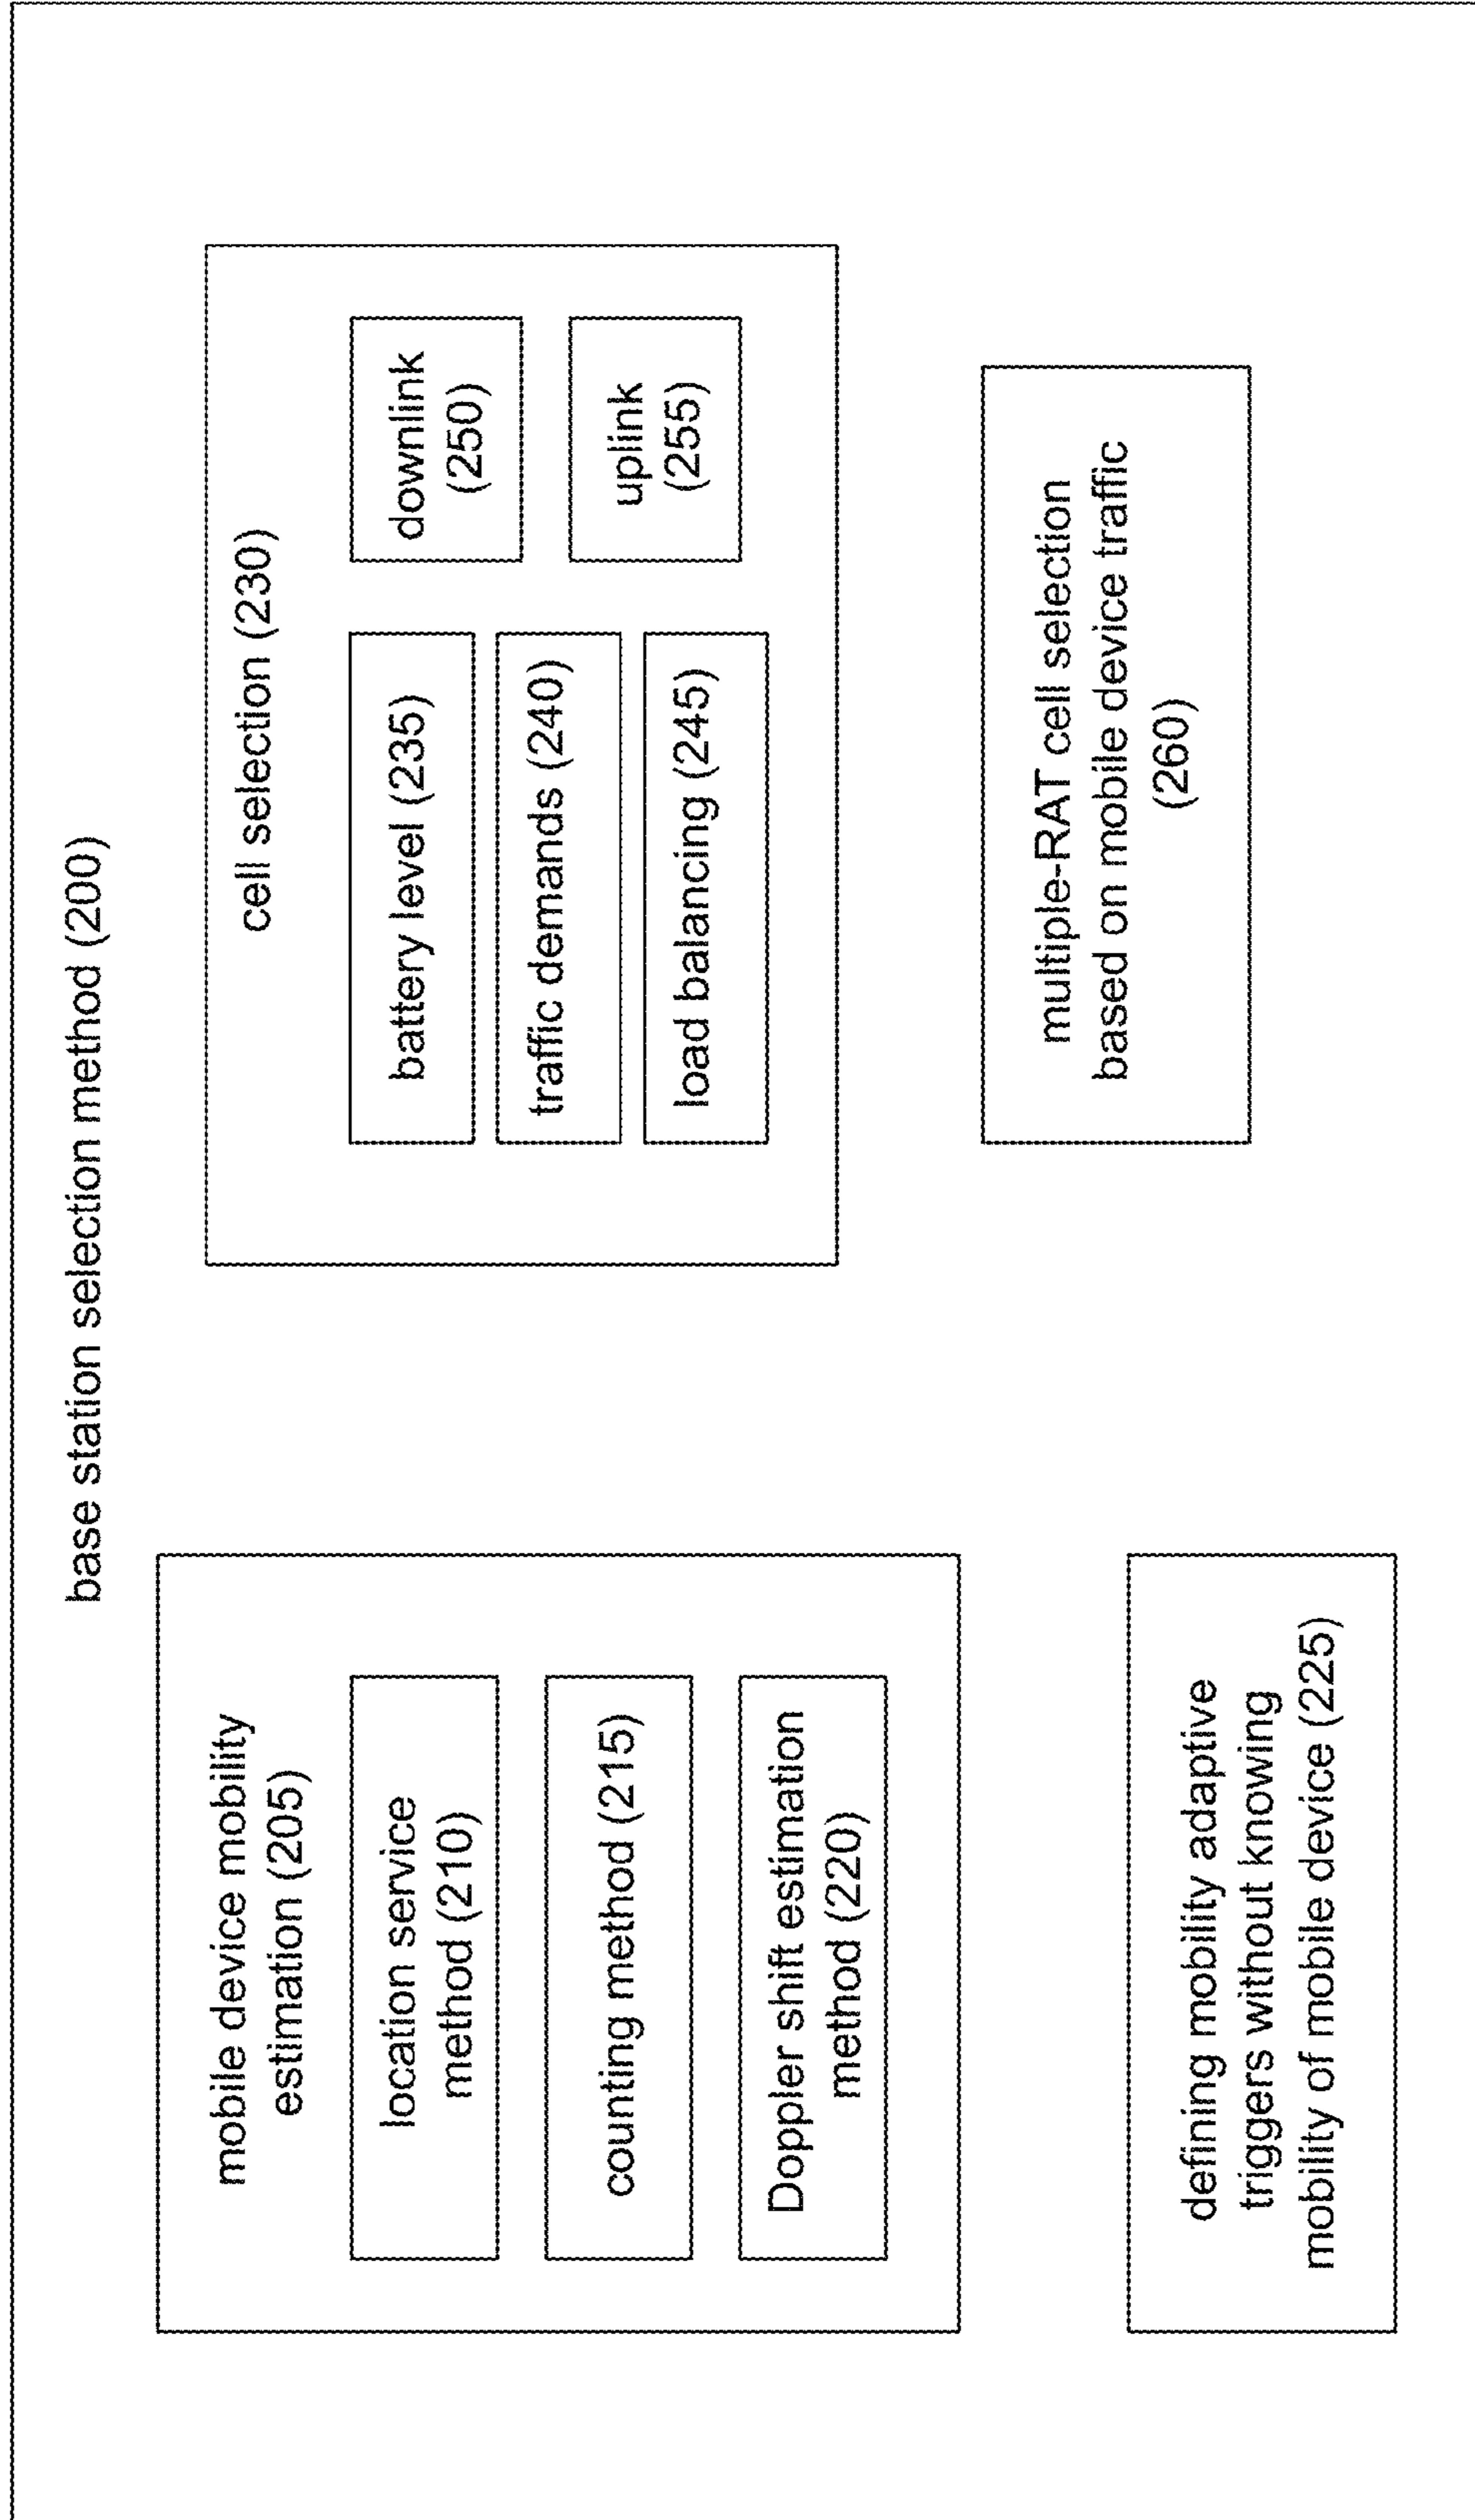 base station selection method (200)
mobile device mobility
estimation (205)
location service
method (210)
counting method (215)
Doppler shift estimation
method (220)
defining mobility adaptive
triggers without knowing
mobility of mobile device (225)
cell selection (230)
battery level (235)
traffic demands (240)
load balancing (245)
downlink
(250)
uplink
(255)
multiple-RAT cell selection
based on mobile device traffic
(260)